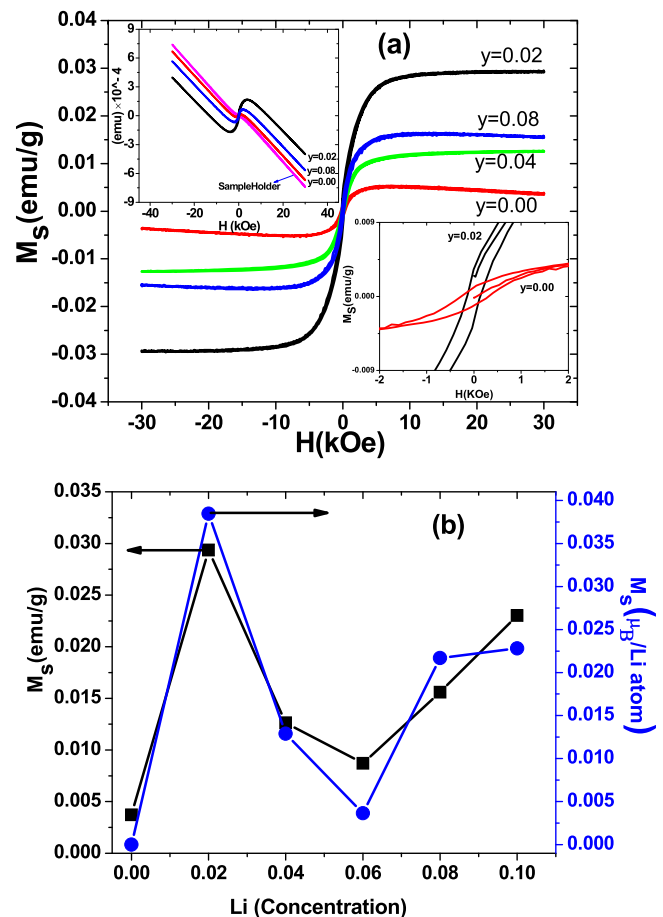 (a)
y=0.02
y=0.08
y=0.04
y=0.00
0.04
0.03
0.02
0.01
0.00
-0.01
-0.02
-0.03
-0.04
Ms(emu/g)
-30
-20
-10
0
10
20
30
H(kOe)
9
6
3
0
-3
-6
-9
(emu) ×10^- 4
y=0.02
y=0.08
y=0.00
SampleHolder
-40
-20
0
20
40
H (kOe)
0.009
0.000
-0.009
Ms(emu/g)
y=0.02
y=0.00
-2
-1
0
1
2
H(KOe)
(b)
0.035
0.030
0.025
0.020
0.015
0.010
0.005
0.000
Ms(emu/g)
0.040
0.035
0.030
0.025
0.020
0.015
0.010
0.005
0.000
Ms(μB/Li atom)
0.00
0.02
0.04
0.06
0.08
0.10
Li (Concentration)